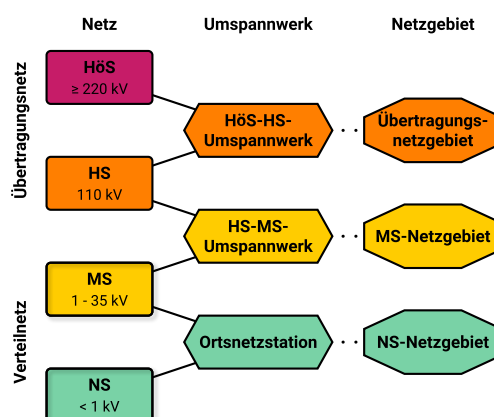 Netz
Umspannwerk
Netzgebiet
Übertragungsnetz
HöS
≥ 220 kV
HöS-HS-
Umspannwerk
Übertragungs-
netzgebiet
HS
110 kV
HS-MS-
Umspannwerk
MS-Netzgebiet
MS
1 - 35 kV
Verteilnetz
Ortsnetzstation
NS-Netzgebiet
NS
< 1 kV